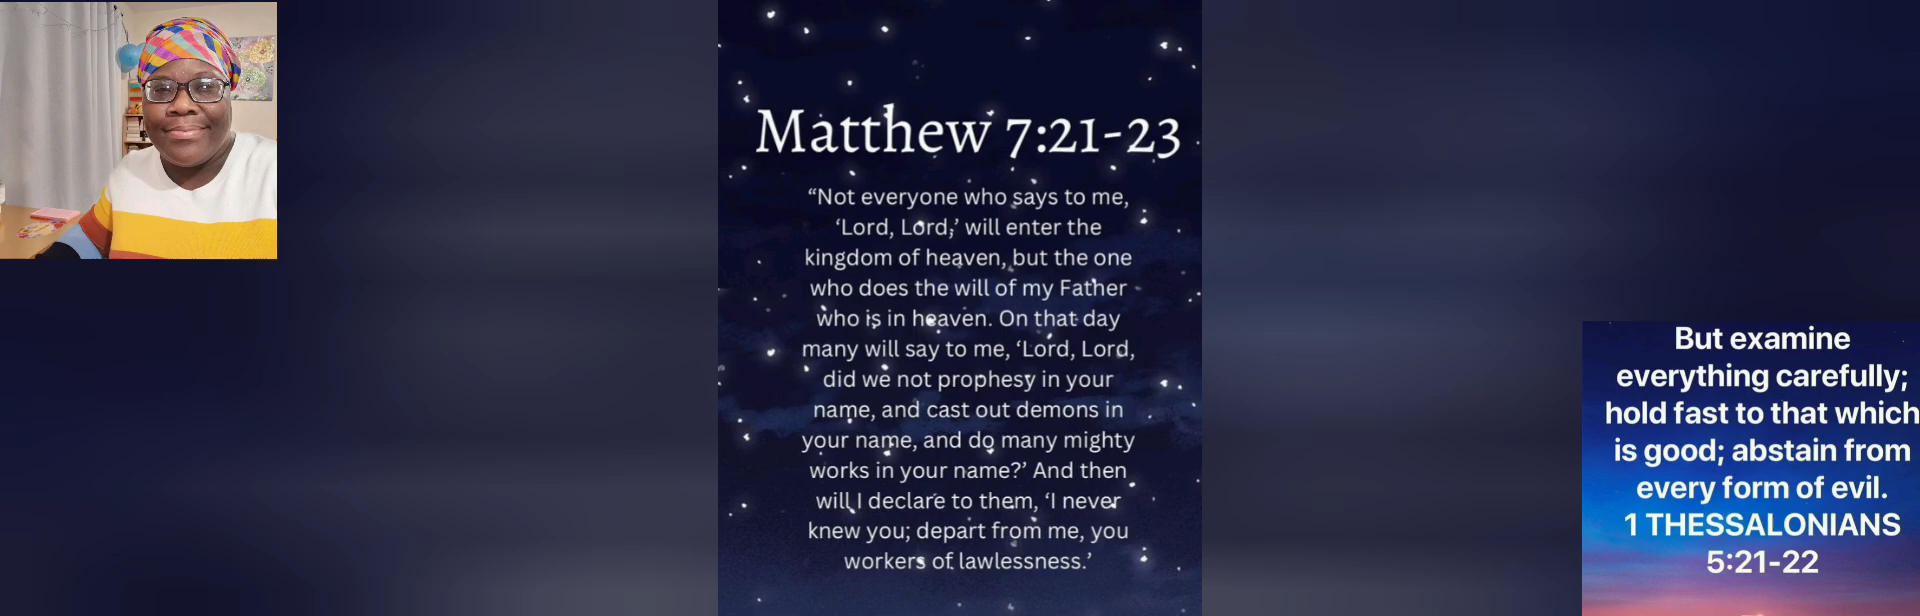 Matthew 7:21-23
“Not everyone who says to me,
‘Lord, Lord,’ will enter the
kingdom of heaven, but the one
who does the will of my Father
who is in heaven. On that day
many will say to me, ‘Lord, Lord,
did we not prophesy in your
name, and cast out demons in
your name, and do many mighty
works in your name?’ And then
will I declare to them, ‘I never
knew you; depart from me, you
workers of lawlessness.’
But examine
everything carefully;
hold fast to that which
is good; abstain from
every form of evil.
1 THESSALONIANS
5:21-22